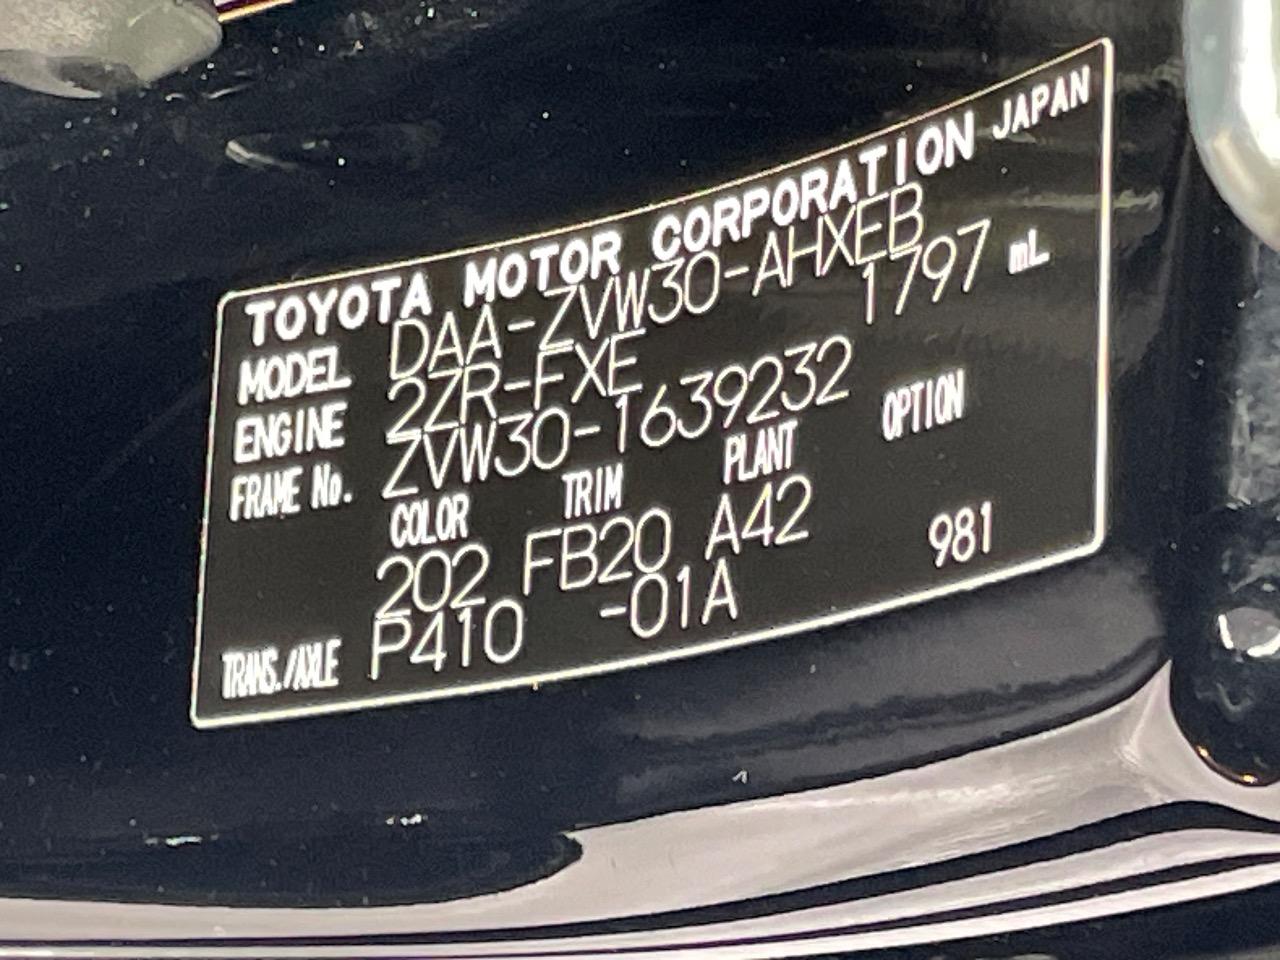 TOYOTA MOTOR CORPORATION JAPAN
MODEL DAA-ZVW30-AHXEB
ENGINE 2ZR-FXE 1797 mL
FRAME No. ZVW30-1639232
COLOR TRIM PLANT OPTION
202 FB20 A42
TRANS./AXLE P410 -01A 981